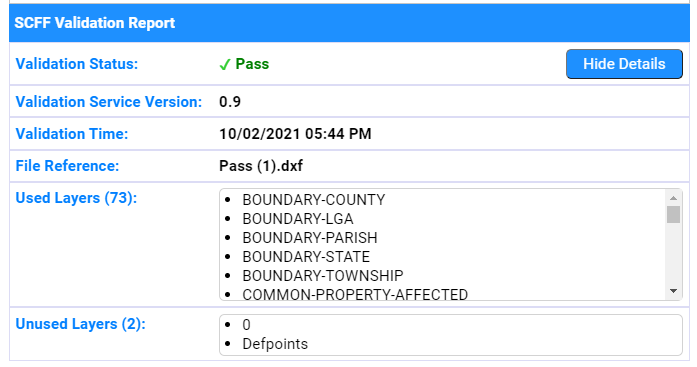 SCFF Validation Report
Validation Status: ✓ Pass Hide Details
Validation Service Version: 0.9
Validation Time: 10/02/2021 05:44 PM
File Reference: Pass (1).dxf
Used Layers (73): • BOUNDARY-COUNTY
• BOUNDARY-LGA
• BOUNDARY-PARISH
• BOUNDARY-STATE
• BOUNDARY-TOWNSHIP
• COMMON-PROPERTY-AFFECTED
Unused Layers (2): • 0
• Defpoints